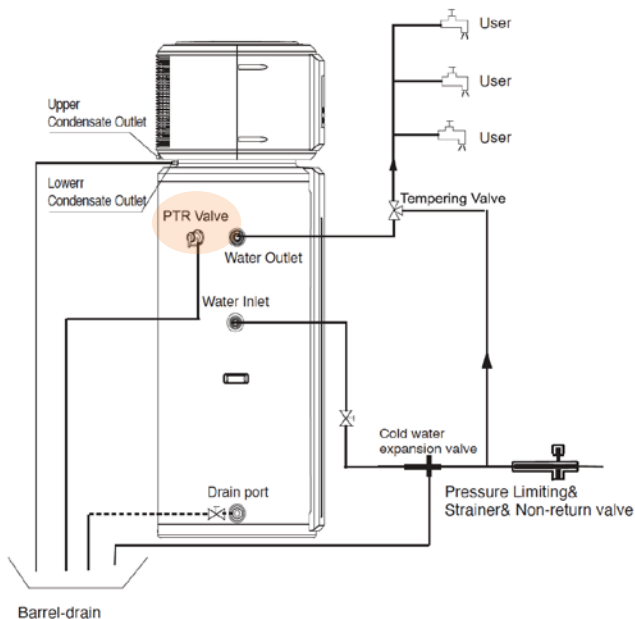 User
User
User
Upper
Condensate Outlet
Lowerr
Condensate Outlet
Tempering Valve
PTR Valve
Water Outlet
Water Inlet
Cold water
expansion valve
Pressure Limiting&
Strainer& Non-return valve
Drain port
Barrel-drain